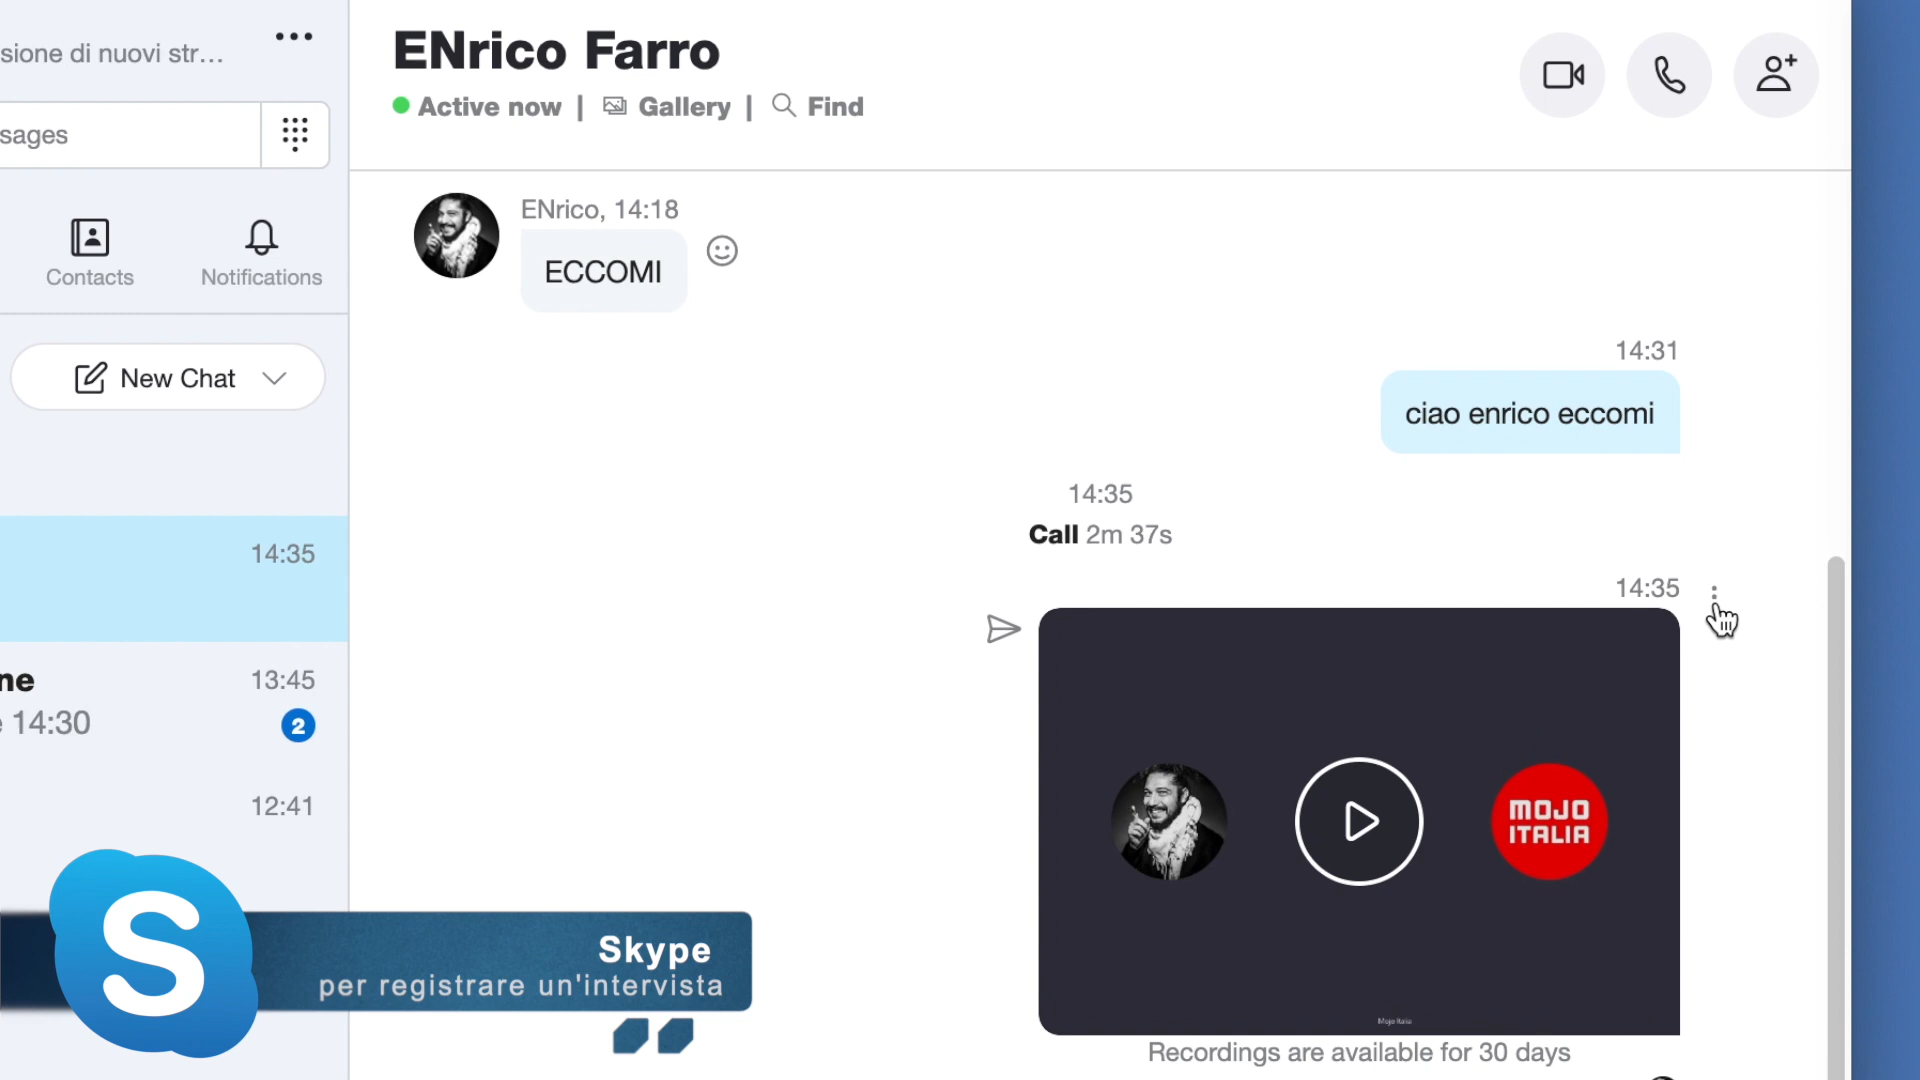 sione di nuovi str...
sages
Contacts
Notifications
New Chat
14:35
ne
13:45
e 14:30
2
12:41
ENrico Farro
Active now | Gallery | Find
ENrico, 14:18
ECCOMI
14:31
ciao enrico eccomi
14:35
Call 2m 37s
14:35
MOJO
ITALIA
Mojo Italia
Recordings are available for 30 days
S
Skype
per registrare un'intervista